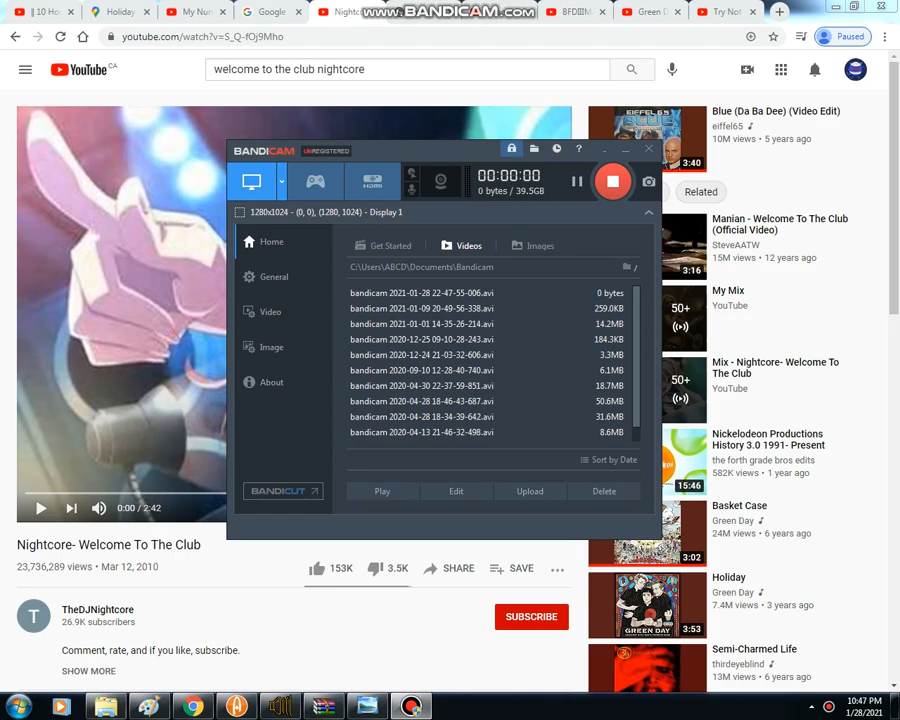 || 10 Ho
Holiday
My Nu
Google
Nightc
WWW.BANDICAM.COM
BFDIIIM
Green D
Try Not
youtube.com/watch?v=S_Q-fOj9Mho
Paused
YouTube CA
welcome to the club nightcore
Blue (Da Ba Dee) (Video Edit)
eiffel65
10M views • 5 years ago
3:40
Related
Manian - Welcome To The Club
(Official Video)
SteveAATW
15M views • 12 years ago
3:16
My Mix
YouTube
50+
Mix - Nightcore- Welcome To
The Club
YouTube
50+
Nickelodeon Productions
History 3.0 1991- Present
the forth grade bros edits
582K views • 1 year ago
15:46
Basket Case
Green Day
24M views • 6 years ago
3:02
Holiday
Green Day
7.4M views • 3 years ago
GREEN DAY
3:53
Semi-Charmed Life
thirdeyeblind
13M views • 6 years ago
BANDICAM UNREGISTERED
00:00:00
0 bytes / 39.5GB
HDMI
1280x1024 - (0, 0), (1280, 1024) - Display 1
Home
General
Video
Image
About
BANDICUT
Get Started
Videos
Images
C:\Users\ABCD\Documents\Bandicam
bandicam 2021-01-28 22-47-55-006.avi 0 bytes
bandicam 2021-01-09 20-49-56-338.avi 259.0KB
bandicam 2021-01-01 14-35-26-214.avi 14.2MB
bandicam 2020-12-25 09-10-28-243.avi 184.3KB
bandicam 2020-12-24 21-03-32-606.avi 3.3MB
bandicam 2020-09-10 12-28-40-740.avi 6.1MB
bandicam 2020-04-30 22-37-59-851.avi 18.7MB
bandicam 2020-04-28 18-46-43-687.avi 50.6MB
bandicam 2020-04-28 18-34-39-642.avi 31.6MB
bandicam 2020-04-13 21-46-32-498.avi 8.6MB
Sort by Date
Play
Edit
Upload
Delete
0:00 / 2:42
Nightcore- Welcome To The Club
23,736,289 views • Mar 12, 2010
153K
3.5K
SHARE
SAVE
T
TheDJNightcore
26.9K subscribers
SUBSCRIBE
Comment, rate, and if you like, subscribe.
SHOW MORE
10:47 PM
1/28/2021